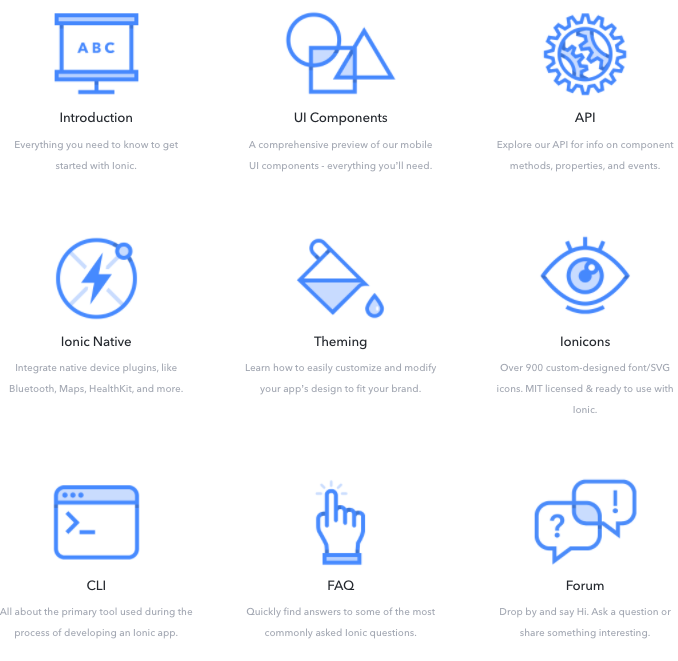 ABC
Introduction
Everything you need to know to get
started with Ionic.
UI Components
A comprehensive preview of our mobile
UI components - everything you'll need.
API
Explore our API for info on component
methods, properties, and events.
Ionic Native
Integrate native device plugins, like
Bluetooth, Maps, HealthKit, and more.
Theming
Learn how to easily customize and modify
your app's design to fit your brand.
Ionicons
Over 900 custom-designed font/SVG
icons. MIT licensed & ready to use with
Ionic.
>_
CLI
All about the primary tool used during the
process of developing an Ionic app.
FAQ
Quickly find answers to some of the most
commonly asked Ionic questions.
? !
Forum
Drop by and say Hi. Ask a question or
share something interesting.